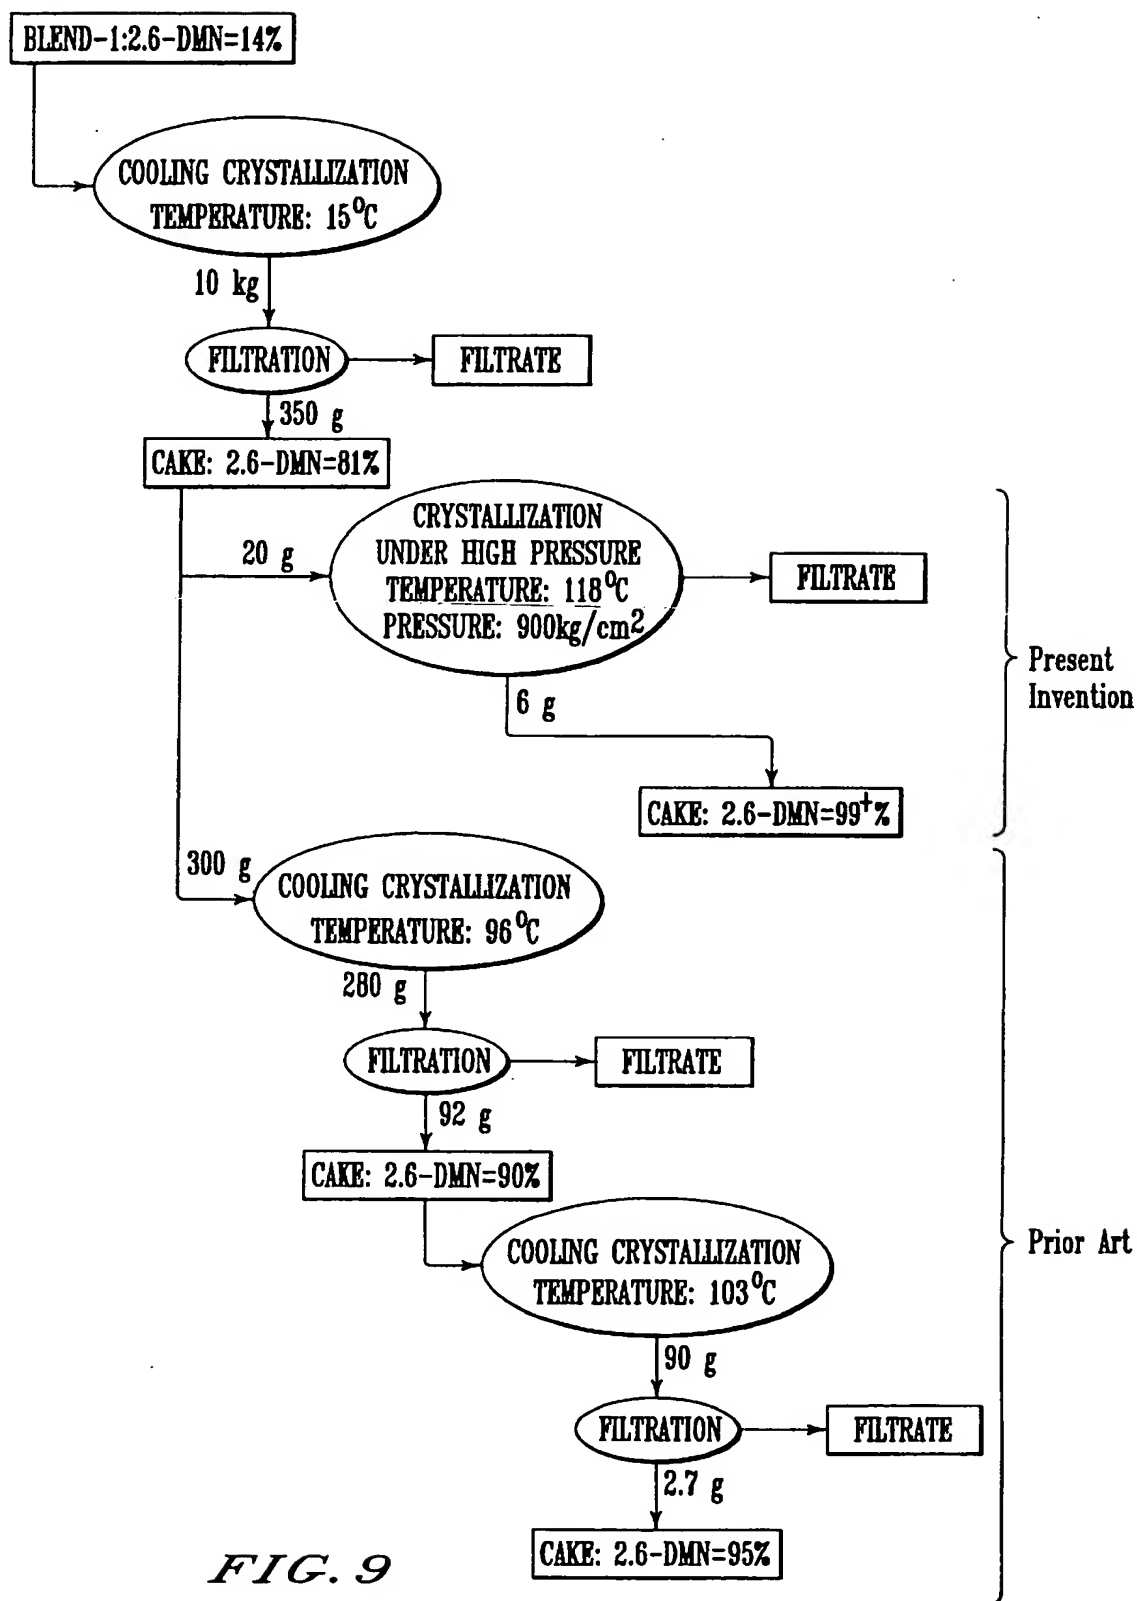 BLEND-1:2.6-DMN=14%
COOLING CRYSTALLIZATION
TEMPERATURE: 15°C
10 kg
FILTRATION
FILTRATE
350 g
CAKE: 2.6-DMN=81%
20 g
CRYSTALLIZATION
UNDER HIGH PRESSURE
TEMPERATURE: 118°C
PRESSURE: 900kg/cm²
FILTRATE
6 g
CAKE: 2.6-DMN=99⁺%
Present
Invention
300 g
COOLING CRYSTALLIZATION
TEMPERATURE: 96°C
280 g
FILTRATION
FILTRATE
92 g
CAKE: 2.6-DMN=90%
COOLING CRYSTALLIZATION
TEMPERATURE: 103°C
Prior Art
90 g
FILTRATION
FILTRATE
2.7 g
CAKE: 2.6-DMN=95%
FIG. 9